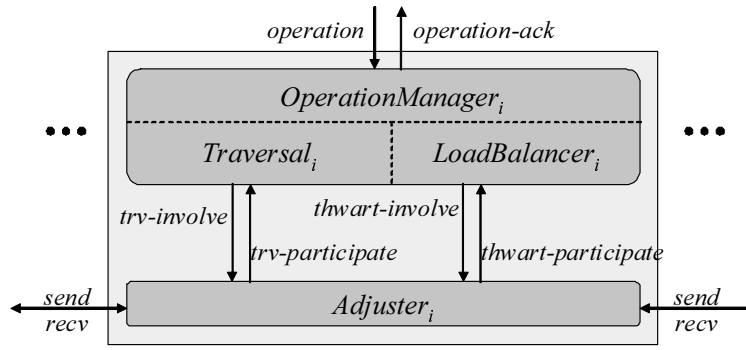 operation operation-ack
OperationManager_i
... ...
Traversal_i LoadBalancer_i
trv-involve thwart-involve
trv-participate thwart-participate
send send
Adjuster_i
recv recv